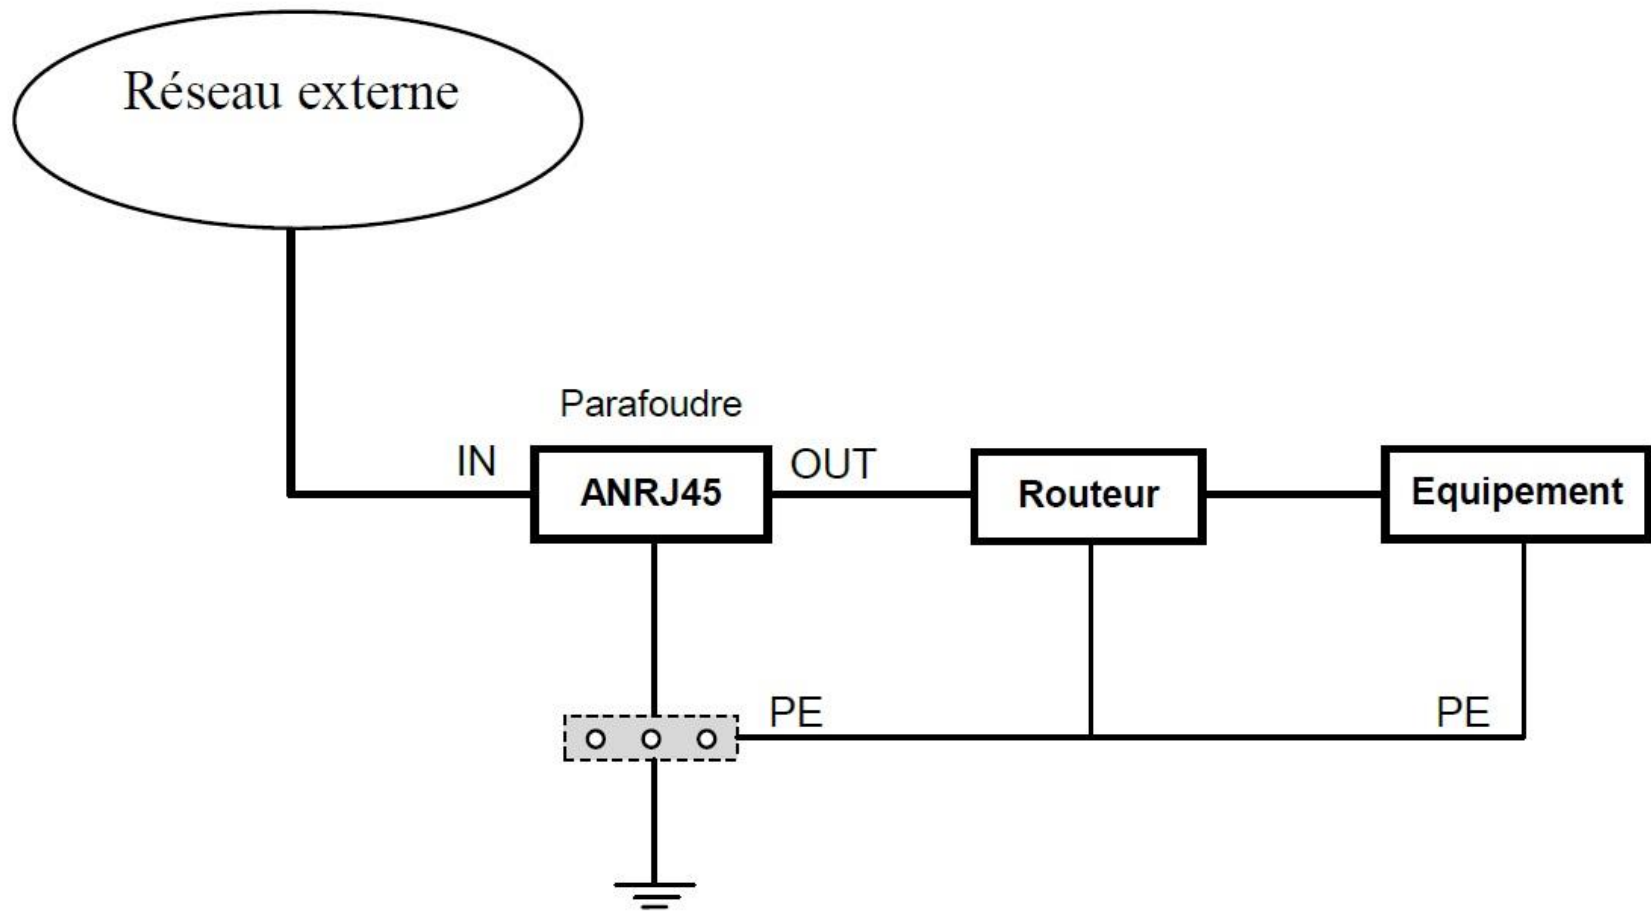 Réseau externe
Parafoudre
IN
ANRJ45
OUT
Routeur
Equipement
PE
PE